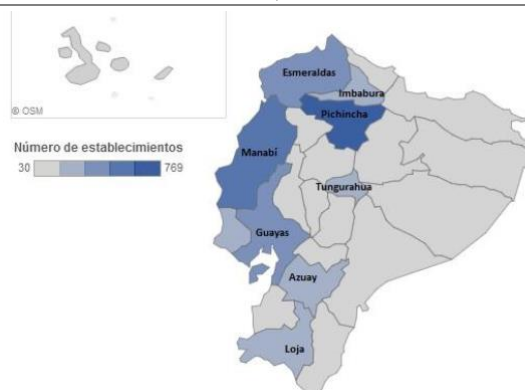 Esmeraldas
Imbabura
© OSM
Pichincha
Número de establecimientos
30 769
Manabí
Tungurahua
Guayas
Azuay
Loja